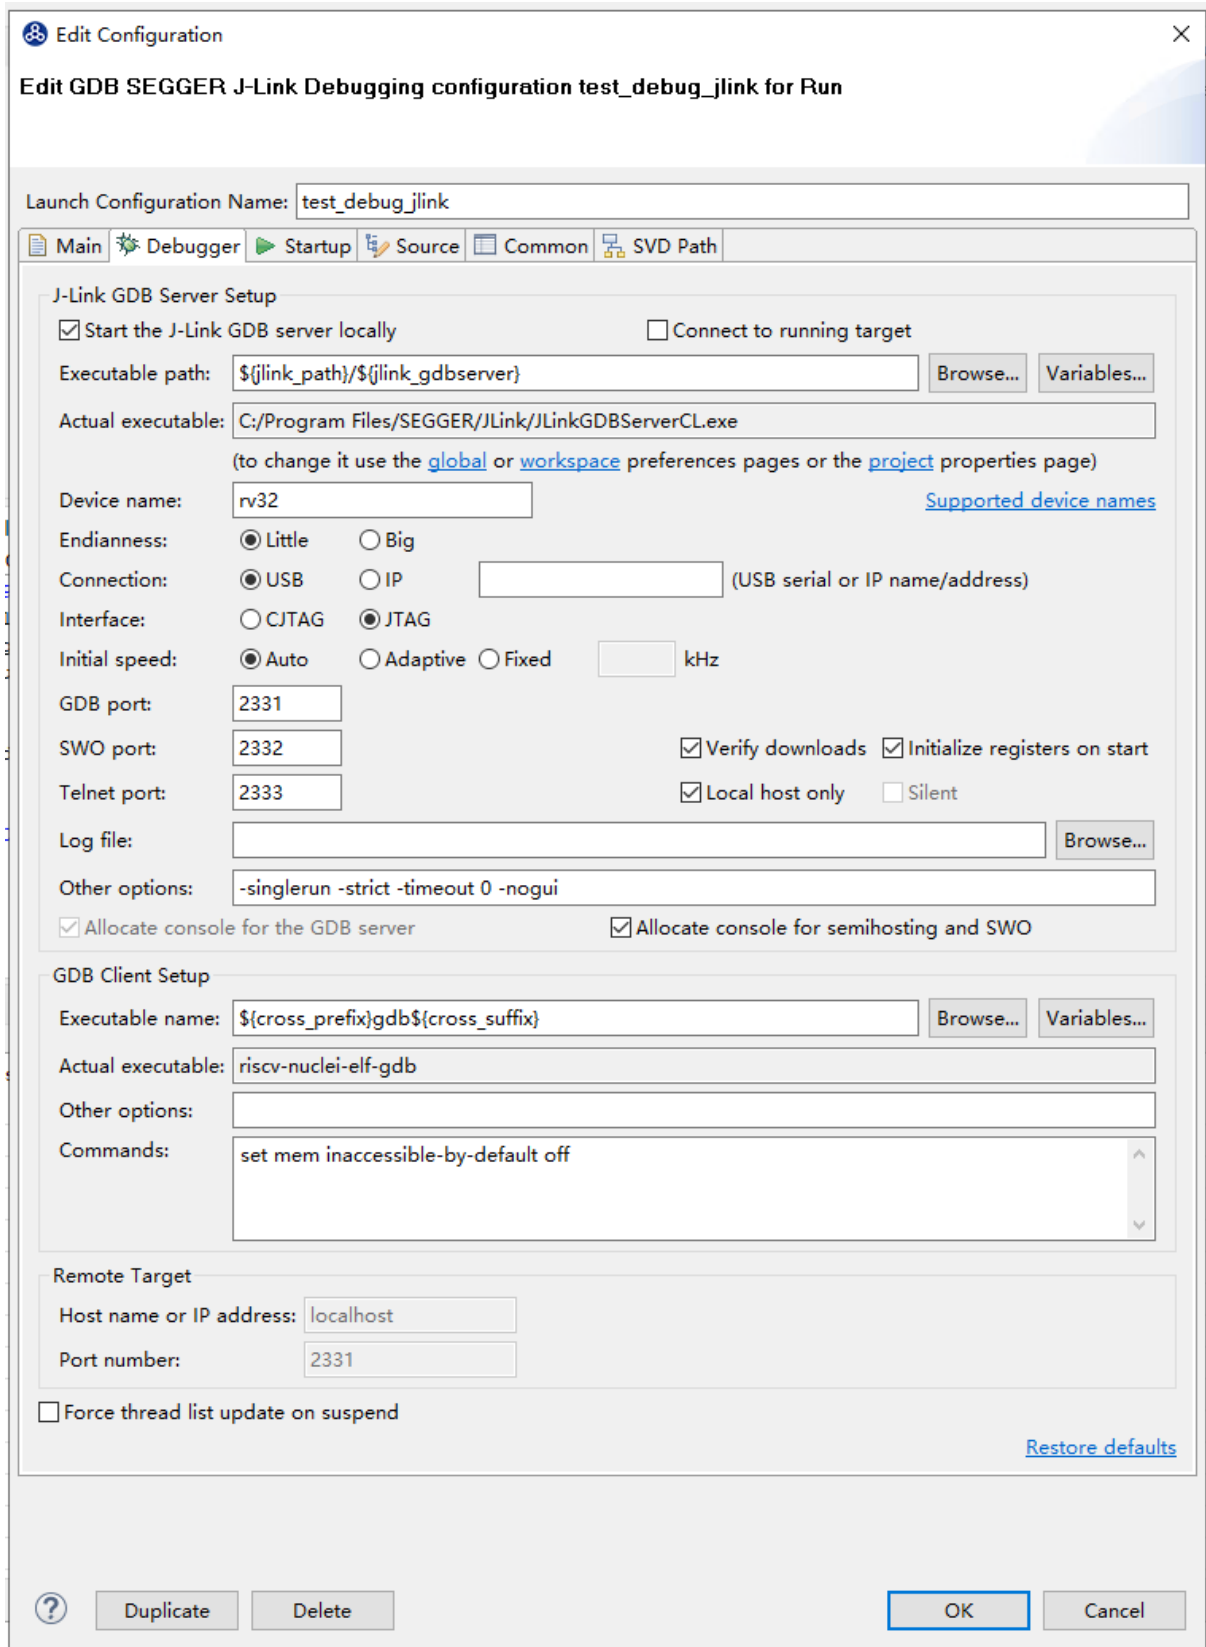 Edit Configuration
Edit GDB SEGGER J-Link Debugging configuration test_debug_jlink for Run
Launch Configuration Name: test_debug_jlink
Main Debugger Startup Source Common SVD Path
J-Link GDB Server Setup
Start the J-Link GDB server locally Connect to running target
Executable path: ${jlink_path}/${jlink_gdbserver} Browse... Variables...
Actual executable: C:/Program Files/SEGGER/JLink/JLinkGDBServerCL.exe
(to change it use the global or workspace preferences pages or the project properties page)
Device name: rv32 Supported device names
Endianness: Little Big
Connection: USB IP (USB serial or IP name/address)
Interface: CJTAG JTAG
Initial speed: Auto Adaptive Fixed kHz
GDB port: 2331
SWO port: 2332 Verify downloads Initialize registers on start
Telnet port: 2333 Local host only Silent
Log file: Browse...
Other options: -singlerun -strict -timeout 0 -nogui
Allocate console for the GDB server Allocate console for semihosting and SWO
GDB Client Setup
Executable name: ${cross_prefix}gdb${cross_suffix} Browse... Variables...
Actual executable: riscv-nuclei-elf-gdb
Other options:
Commands: set mem inaccessible-by-default off
Remote Target
Host name or IP address: localhost
Port number: 2331
Force thread list update on suspend
Restore defaults
? Duplicate Delete OK Cancel